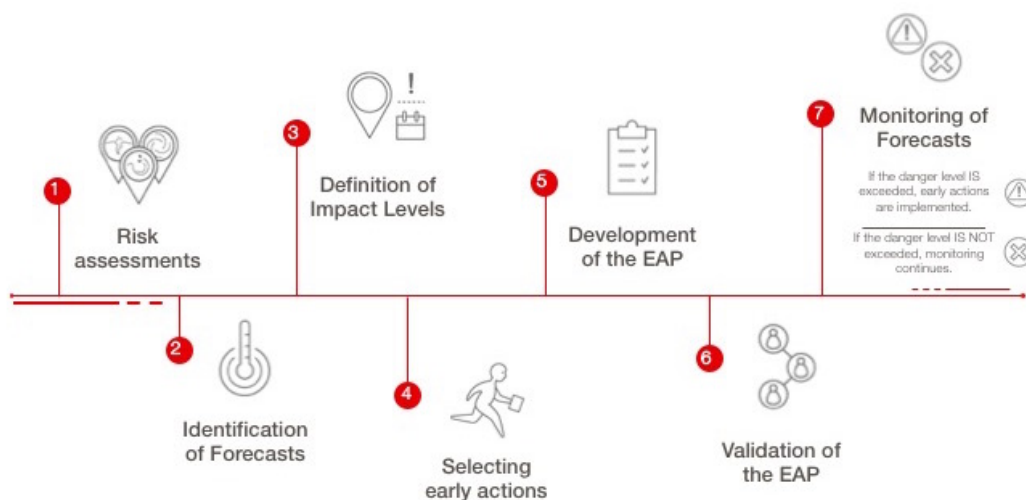 1
Risk
assessments
2
Identification
of Forecasts
3
Definition of
Impact Levels
4
Selecting
early actions
5
Development
of the EAP
6
Validation of
the EAP
7
Monitoring of
Forecasts
If the danger level IS
exceeded, early actions
are implemented.
If the danger level IS NOT
exceeded, monitoring
continues.